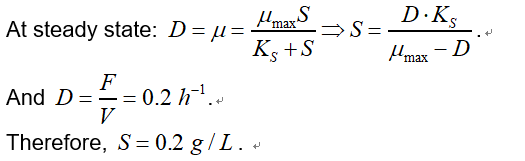 At steady state: D = μ = μ_max S / (K_S + S) ⇒ S = D · K_S / (μ_max − D) .
And D = F / V = 0.2 h⁻¹.
Therefore, S = 0.2 g / L .